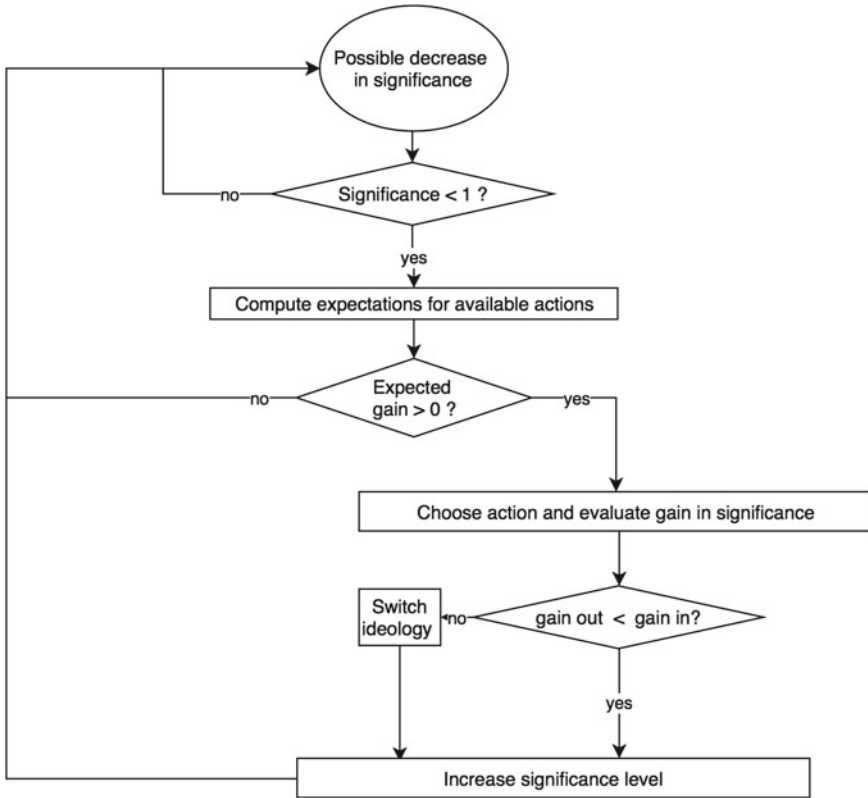 Possible decrease
in significance
no
Significance < 1 ?
yes
Compute expectations for available actions
no
Expected
gain > 0 ?
yes
Choose action and evaluate gain in significance
Switch
ideology
no
gain out < gain in?
yes
Increase significance level